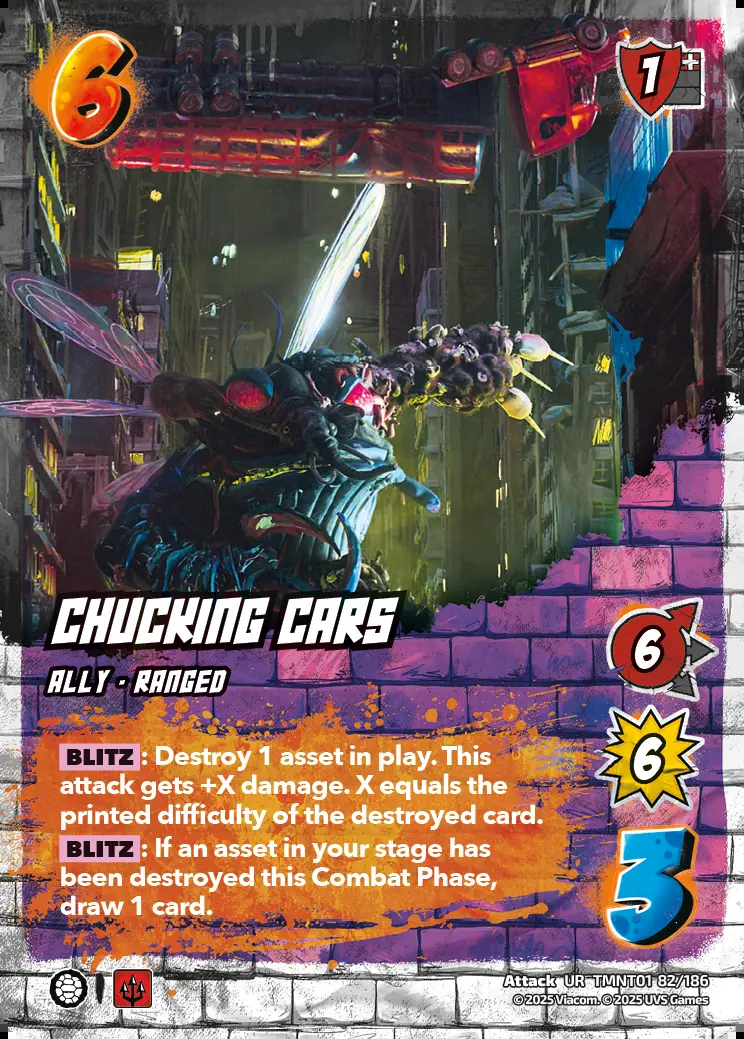 6
1
CHUCKING CARS
ALLY • RANGED
6
BLITZ : Destroy 1 asset in play. This
attack gets +X damage. X equals the
printed difficulty of the destroyed card.
6
BLITZ : If an asset in your stage has
been destroyed this Combat Phase,
draw 1 card.
3
Attack UR TMNT01 82/186
© 2025 Viacom. © 2025 UVS Games